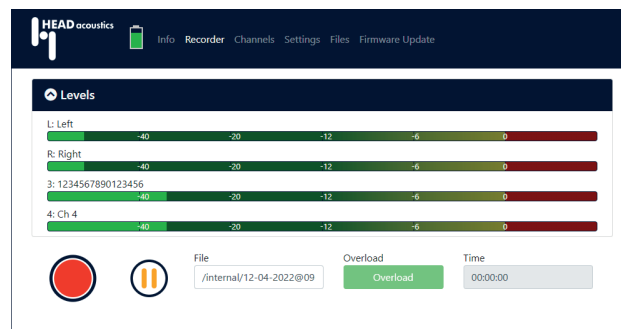 HEAD acoustics
Info Recorder Channels Settings Files Firmware Update
Levels
L: Left
-40 -20 -12 -6 0
R: Right
-40 -20 -12 -6 0
3: 1234567890123456
-40 -20 -12 -6 0
4: Ch 4
-40 -20 -12 -6 0
File Overload Time
/internal/12-04-2022@09 Overload 00:00:00